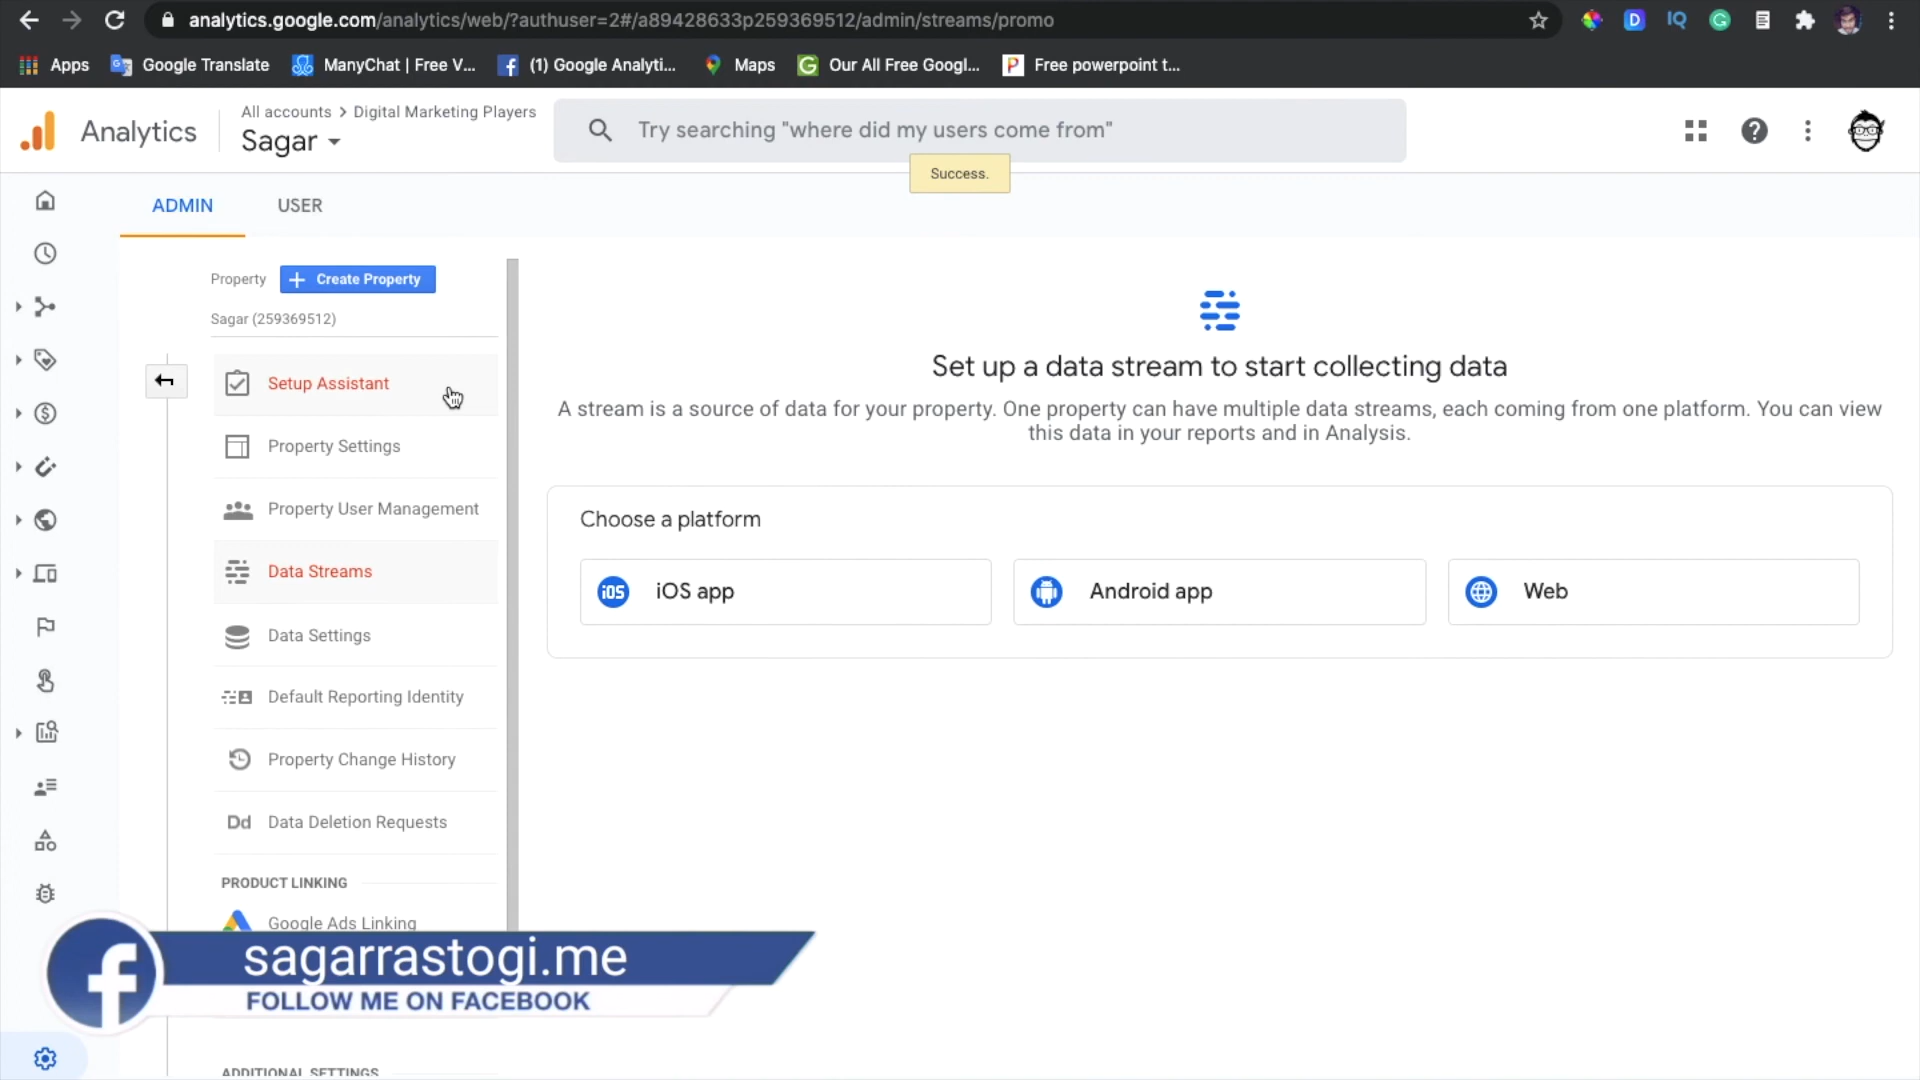 analytics.google.com/analytics/web/?authuser=2#/a89428633p259369512/admin/streams/promo
Apps
Google Translate
ManyChat | Free V...
(1) Google Analyti...
Maps
Our All Free Googl...
Free powerpoint t...
Analytics
All accounts > Digital Marketing Players
Sagar
Try searching "where did my users come from"
Success.
ADMIN
USER
Property
+ Create Property
Sagar (259369512)
Setup Assistant
Property Settings
Property User Management
Data Streams
Data Settings
Default Reporting Identity
Property Change History
Dd Data Deletion Requests
PRODUCT LINKING
Google Ads Linking
ADDITIONAL SETTINGS
Set up a data stream to start collecting data
A stream is a source of data for your property. One property can have multiple data streams, each coming from one platform. You can view
this data in your reports and in Analysis.
Choose a platform
iOS iOS app
Android app
Web
sagarrastogi.me
FOLLOW ME ON FACEBOOK